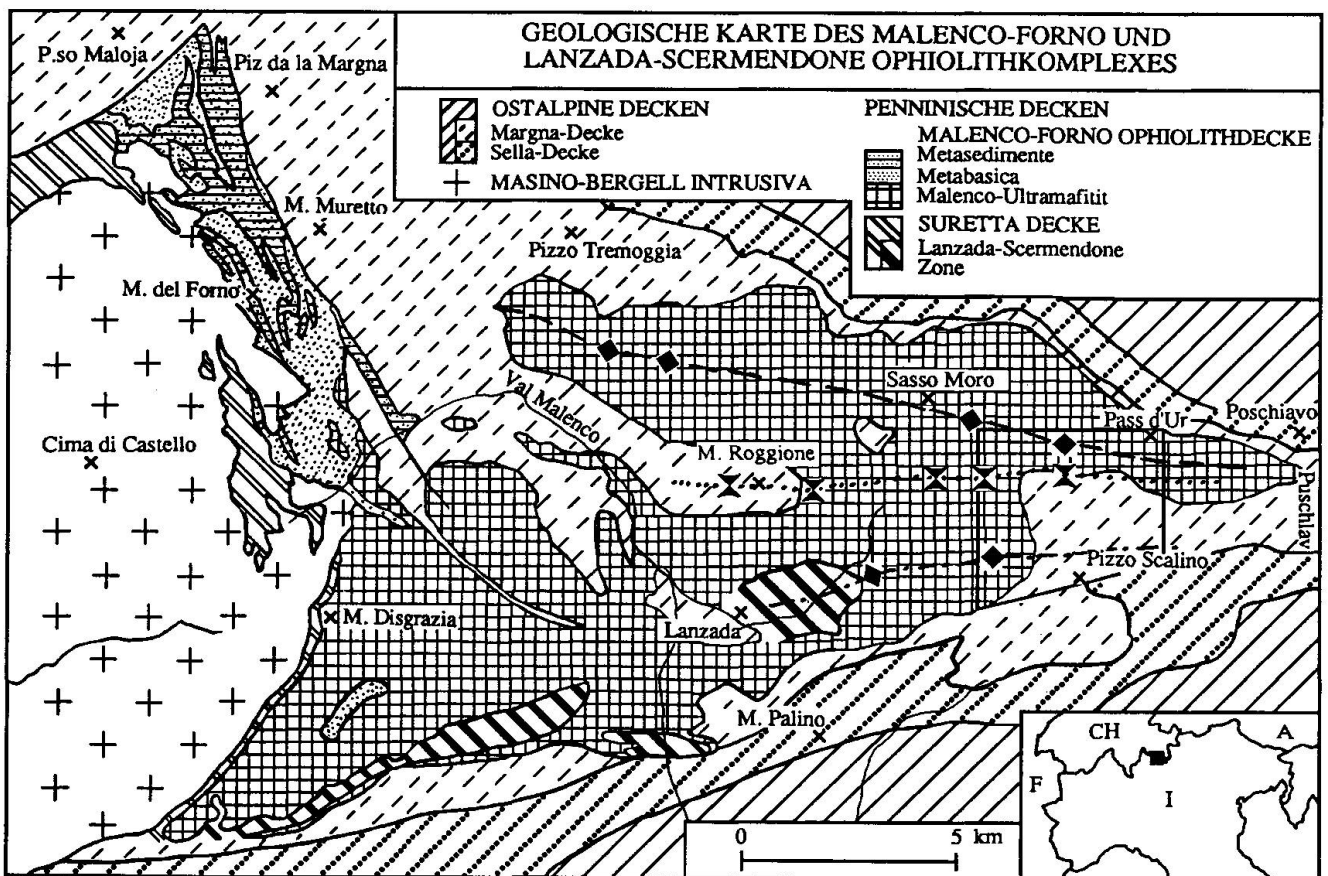 GEOLOGISCHE KARTE DES MALENCO-FORNO UND
LANZADA-SCERMENDONE OPHIOLITHKOMPLEXES
OSTALPINE DECKEN
Margna-Decke
Sella-Decke
MASINO-BERGELL INTRUSIVA
PENNINISCHE DECKEN
MALENCO-FORNO OPHIOLITHDECKE
Metasedimente
Metabasica
Malenco-Ultramafitit
SURETTA DECKE
Lanzada-Scermendone
Zone
P.so Maloja
Piz da la Margna
M. Muretto
Pizzo Tremoggia
M. del Forno
Val Malenco
Sasso Moro
Pass d'Ur
Poschiavo
Cima di Castello
M. Roggione
Puschlav
Pizzo Scalino
M. Disgrazia
Lanzada
M. Palino
CH
A
F
I
0 5 km